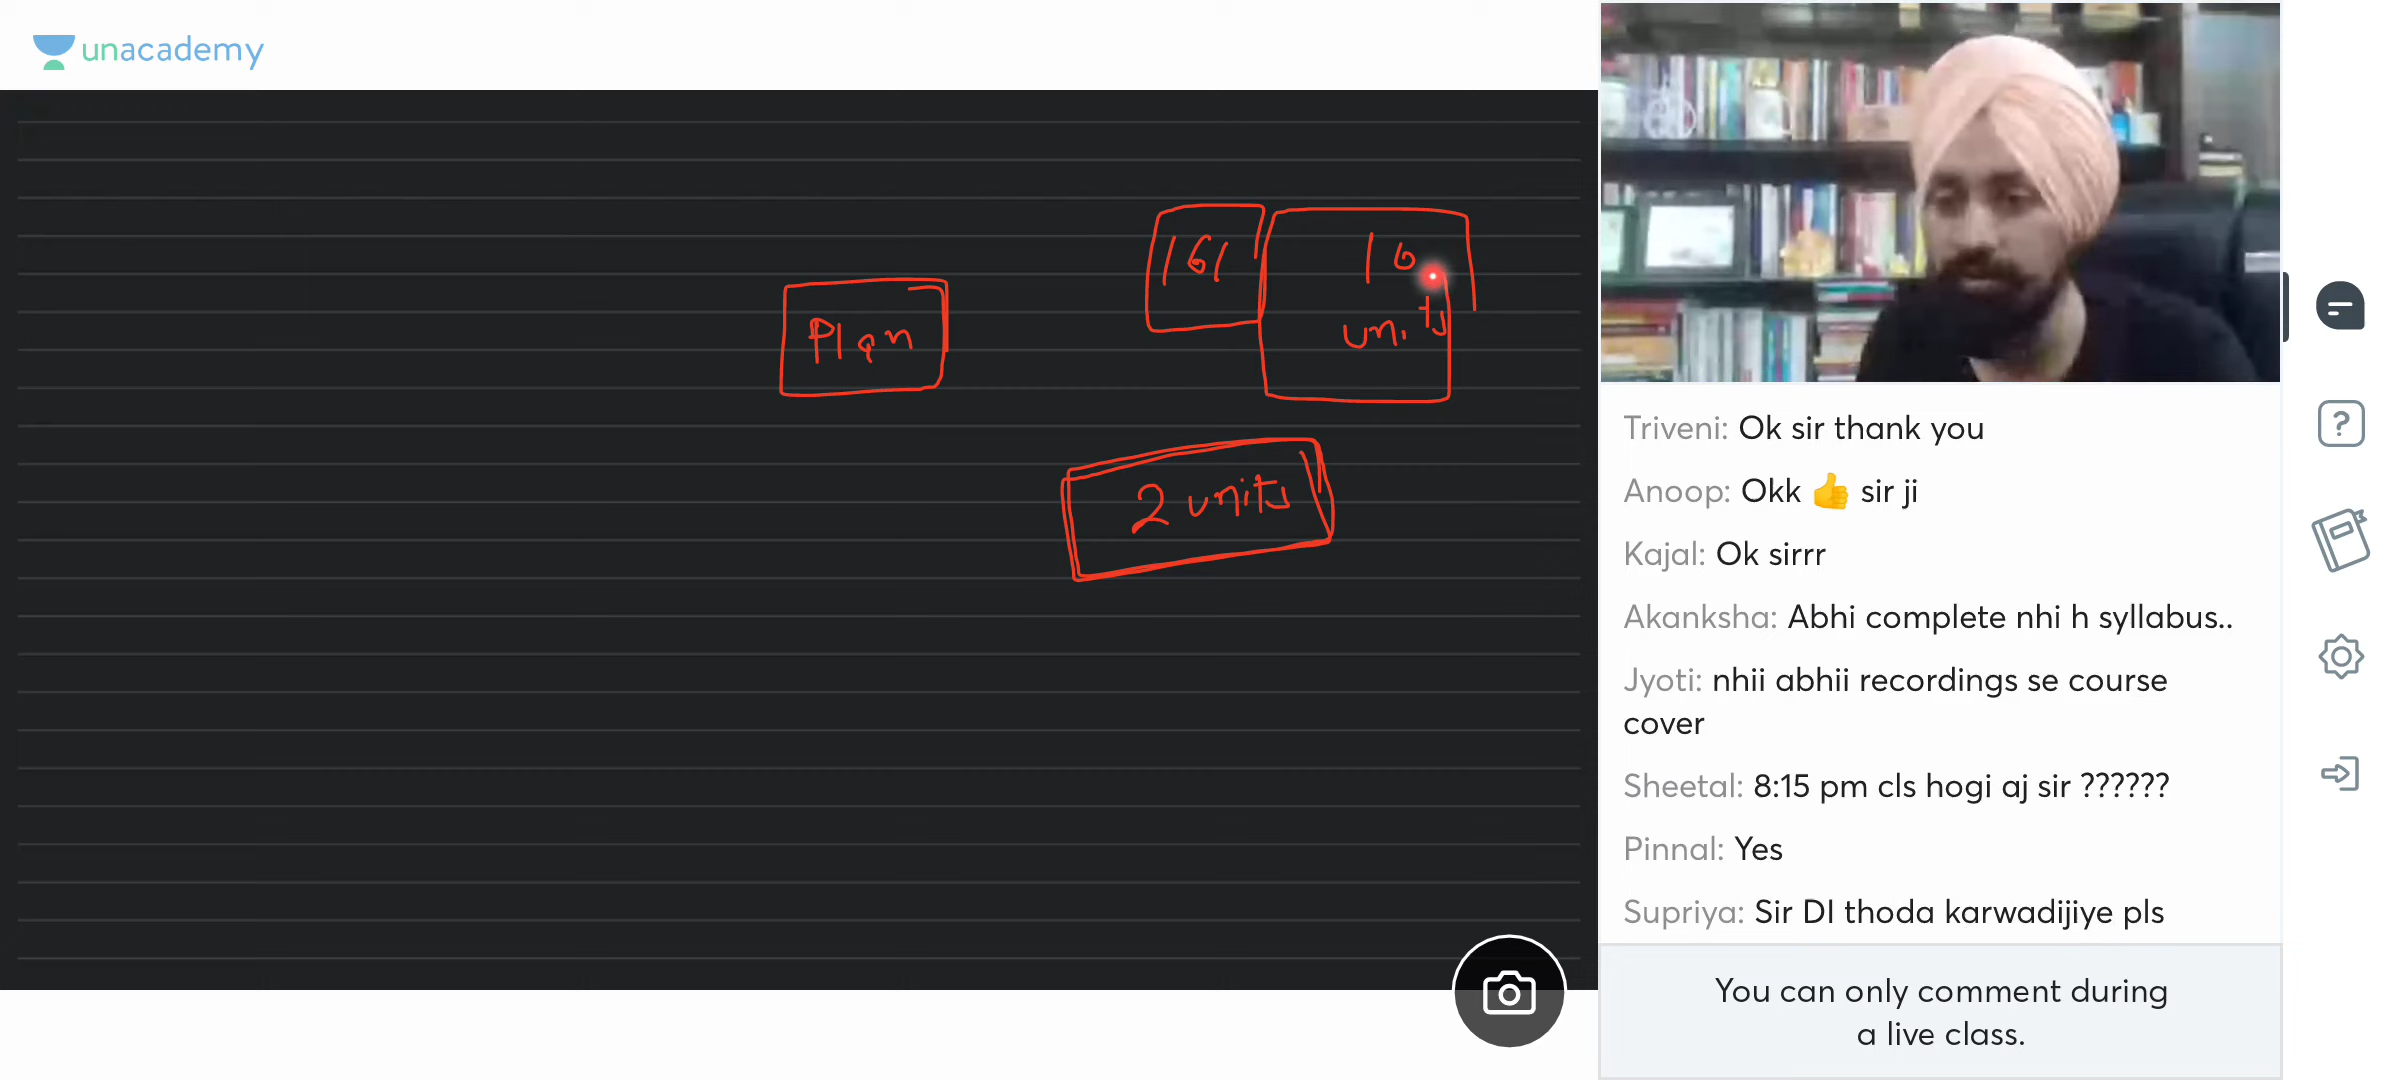 unacademy
Plan
161
10
units
2 units
Triveni: Ok sir thank you
Anoop: Okk 👍 sir ji
Kajal: Ok sirrr
Akanksha: Abhi complete nhi h syllabus..
Jyoti: nhii abhii recordings se course
cover
Sheetal: 8:15 pm cls hogi aj sir ??????
Pinnal: Yes
Supriya: Sir DI thoda karwadijiye pls
You can only comment during
a live class.